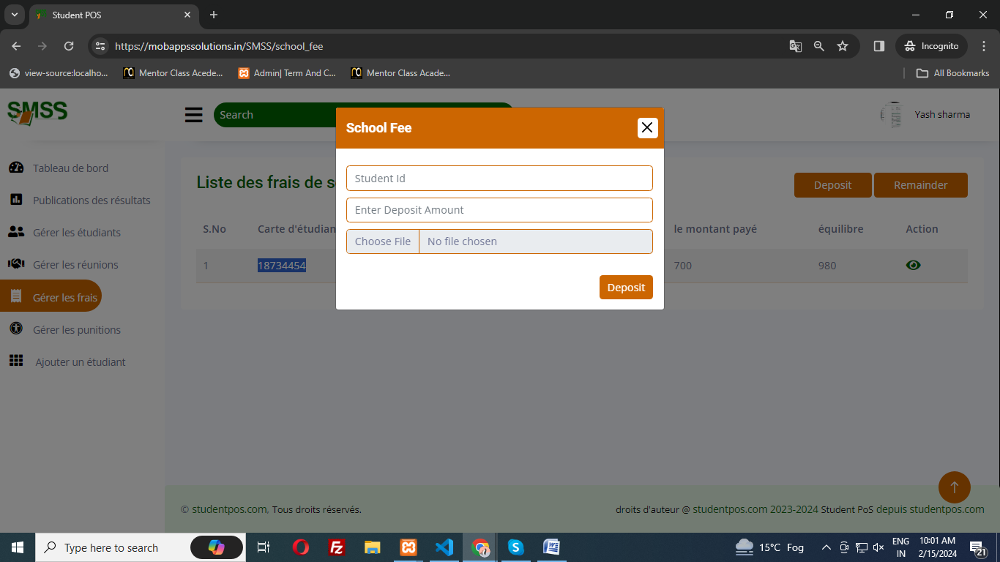 Student POS
https://mobappssolutions.in/SMSS/school_fee
Incognito
view-source:localho...
Mentor Class Acede...
Admin| Term And C...
Mentor Class Acade...
All Bookmarks
SMSS
Search
Yash sharma
School Fee
Student Id
Enter Deposit Amount
Choose File No file chosen
Deposit
Tableau de bord
Publications des résultats
Gérer les étudiants
Gérer les réunions
Gérer les frais
Gérer les punitions
Ajouter un étudiant
Liste des frais de s
Deposit
Remainder
S.No Carte d'étudian le montant payé équilibre Action
1 18734454 700 980
© studentpos.com, Tous droits réservés.
droits d'auteur @ studentpos.com 2023-2024 Student PoS depuis studentpos.com
Type here to search
15°C Fog
ENG
IN
10:01 AM
2/15/2024
21